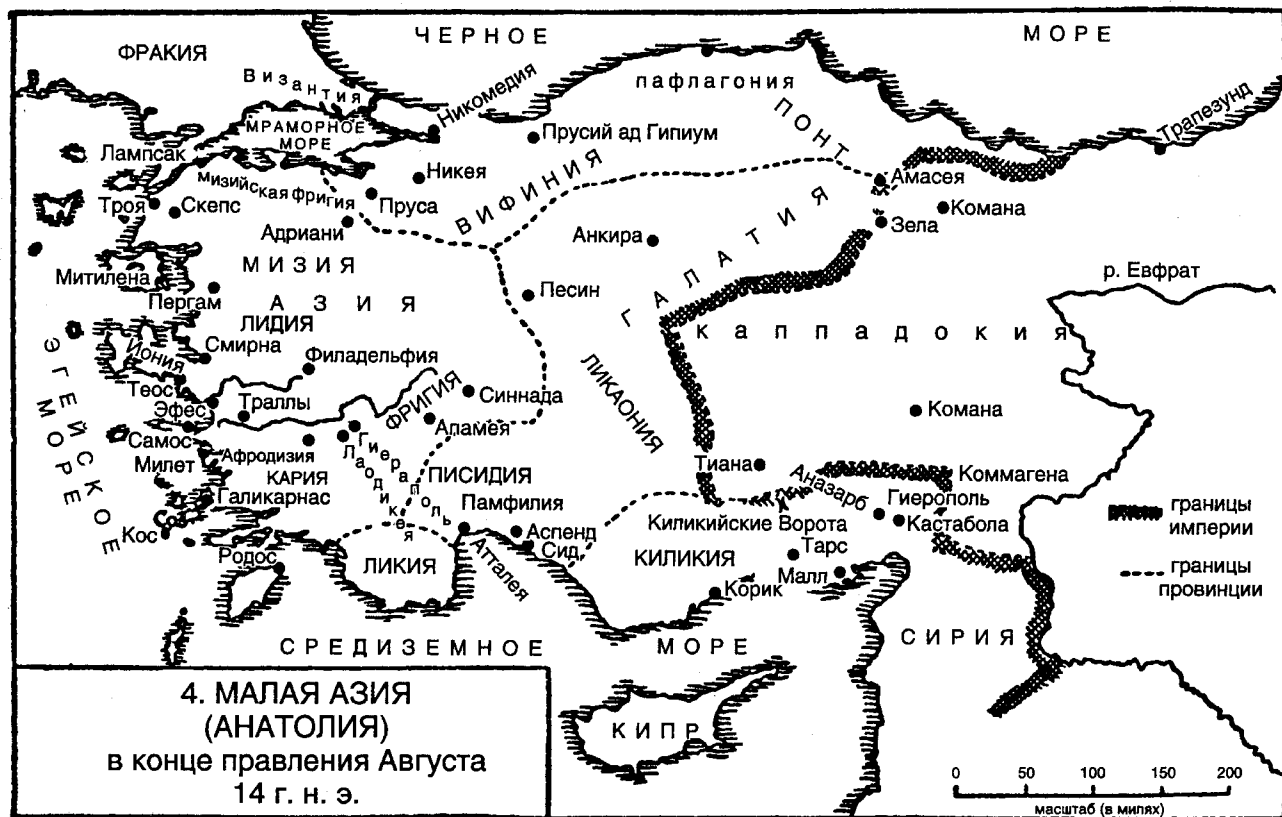 ФРАКИЯ
ЧЕРНОЕ МОРЕ
Византия
МРАМОРНОЕ
МОРЕ
Никомедия
пафлагония
ПОНТ
Трапезунд
Прусий ад Гипиум
Лампсак
мизийская фригия
Никея
ВИФИНИЯ
Амасея
Троя
Скепс
Пруса
Комана
Зела
Адриани
Анкира
ГАЛАТИЯ
МИЗИЯ
Митилена
р. Евфрат
Пергам
АЗИЯ
Песин
ЛИДИЯ
каппадокия
Смирна
Иония
ЭГЕЙСКОЕ
МОРЕ
Филадельфия
Теос
Эфес
Траллы
ФРИГИЯ
Синнада
ЛИКАОНИЯ
Комана
Апамея
Самос
Милет
Афродизия
КАРИЯ
Лаодикея
Гиераполь
ПИСИДИЯ
Тиана
Коммагена
Аназарб
Гиерополь
Галикарнас
Памфилия
Киликийские Ворота
Кастабола
Кос
Аспенд
Сид
Тарс
КИЛИКИЯ
Родос
ЛИКИЯ
Атталея
Малл
Корик
границы
империи
границы
провинции
СРЕДИЗЕМНОЕ МОРЕ
СИРИЯ
КИПР
4. МАЛАЯ АЗИЯ
(АНАТОЛИЯ)
в конце правления Августа
14 г. н. э.
0 50 100 150 200
масштаб (в милях)